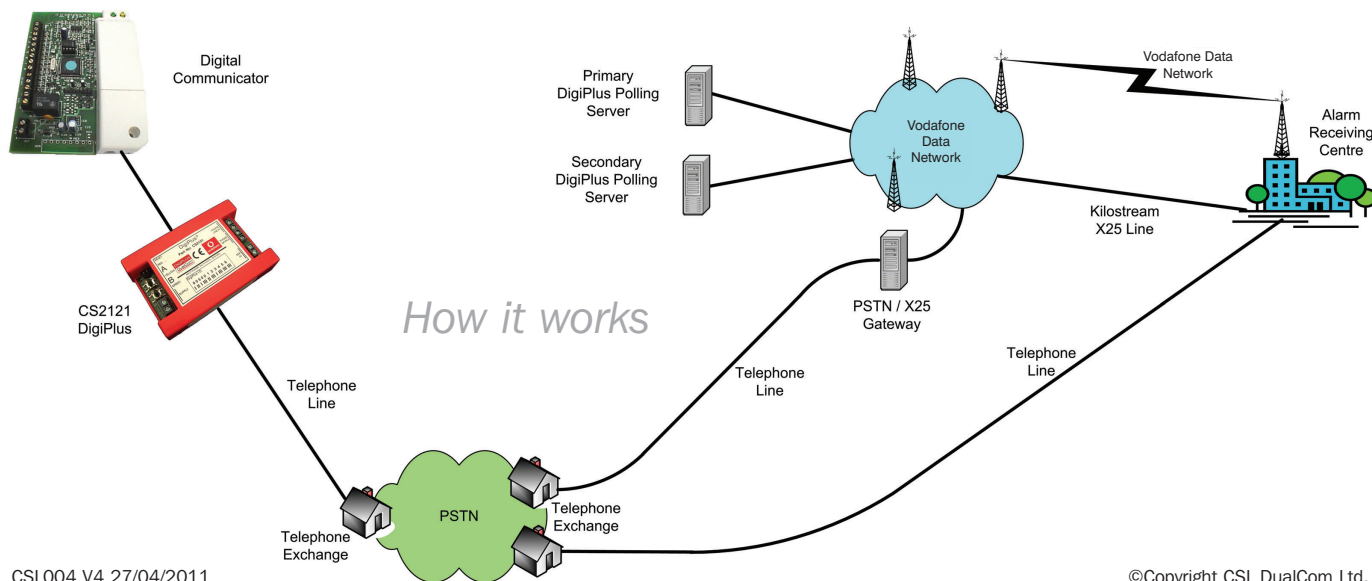 Digital
Communicator
CS2121
DigiPlus
Telephone
Line
Telephone
Exchange
PSTN
Telephone
Exchange
How it works
Telephone
Line
Primary
DigiPlus Polling
Server
Secondary
DigiPlus Polling
Server
Vodafone
Data
Network
Vodafone Data
Network
Alarm
Receiving
Centre
Kilostream
X25 Line
PSTN / X25
Gateway
Telephone
Line
DigiPlus
CE
A
B
CSL004 V4 27/04/2011
©Copyright CSL DualCom Ltd.